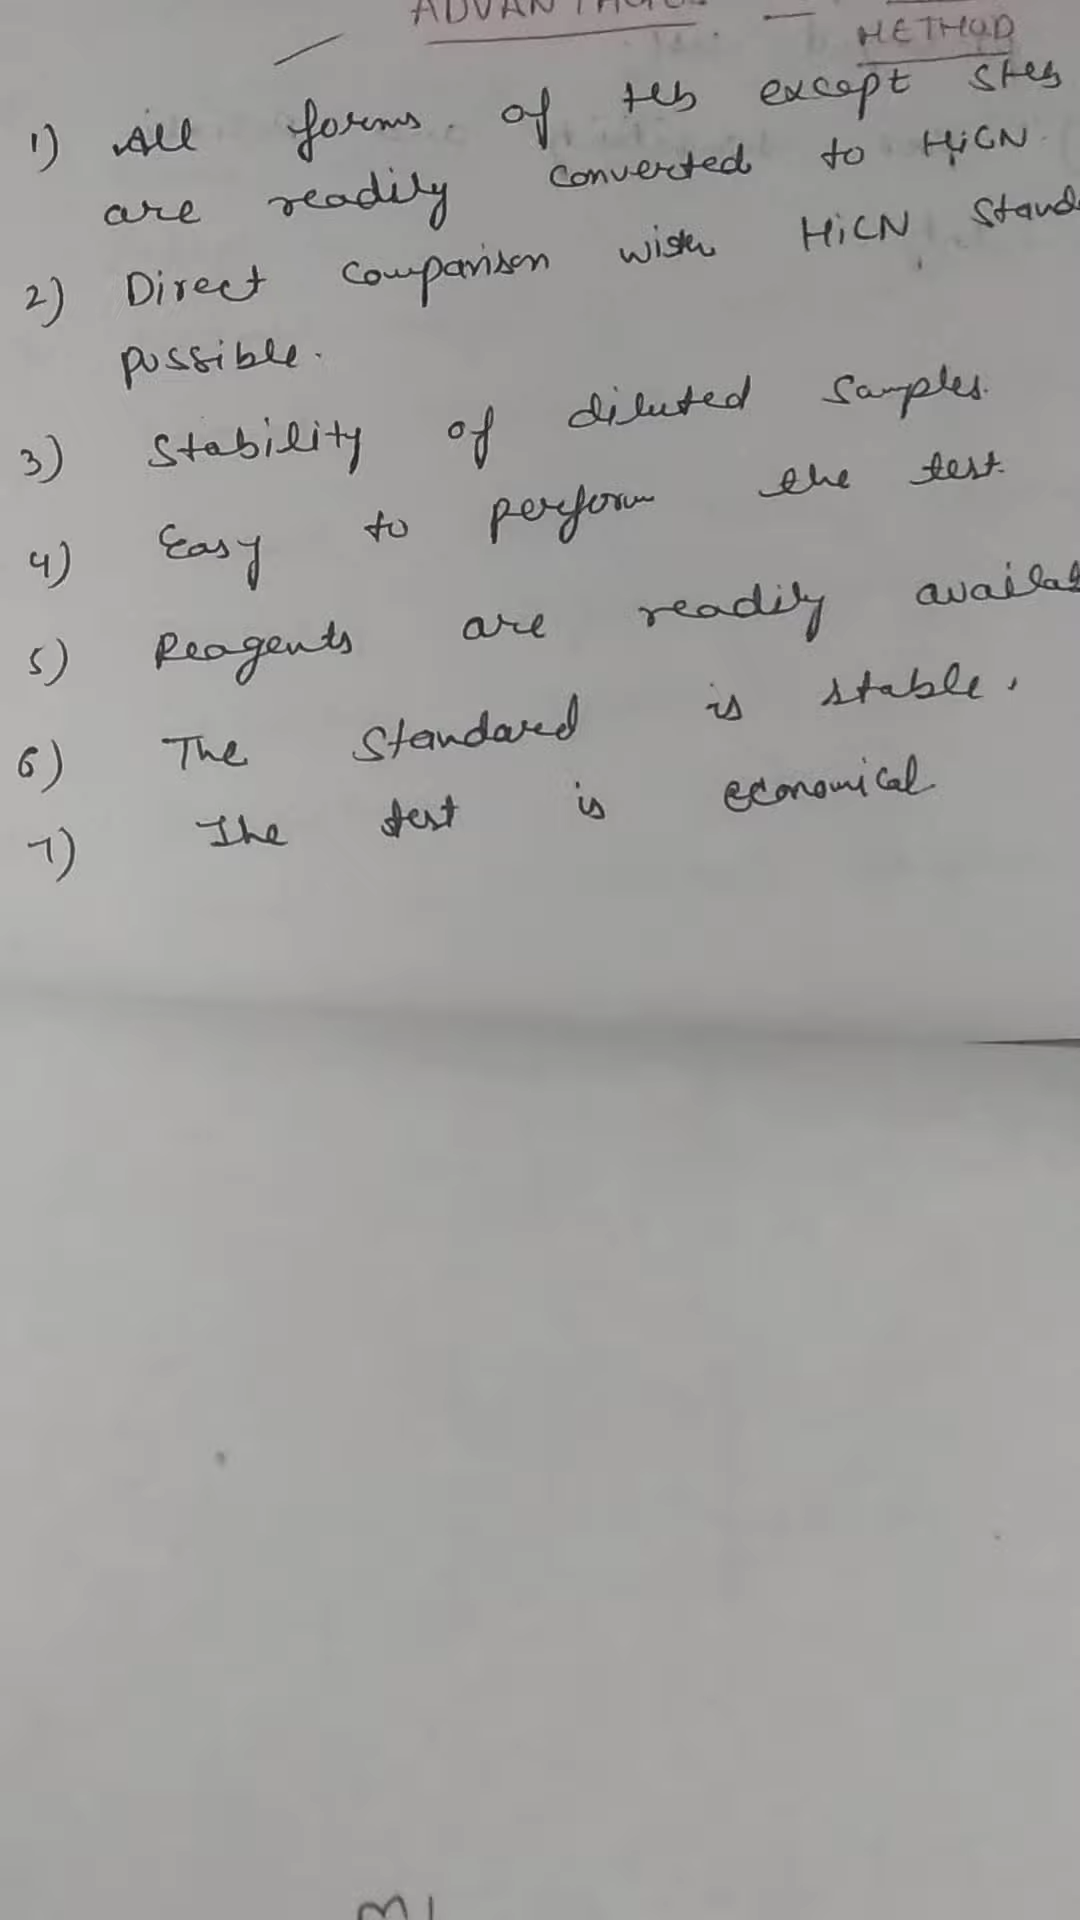 METHOD
1) All forms of Hb except SHb
are readily converted to HiCN.
2) Direct comparison with HiCN
possible.
3) Stability of diluted samples.
4) Easy to perform the test.
5) Reagents are readily
6) The Standard is stable.
7) The test is economical